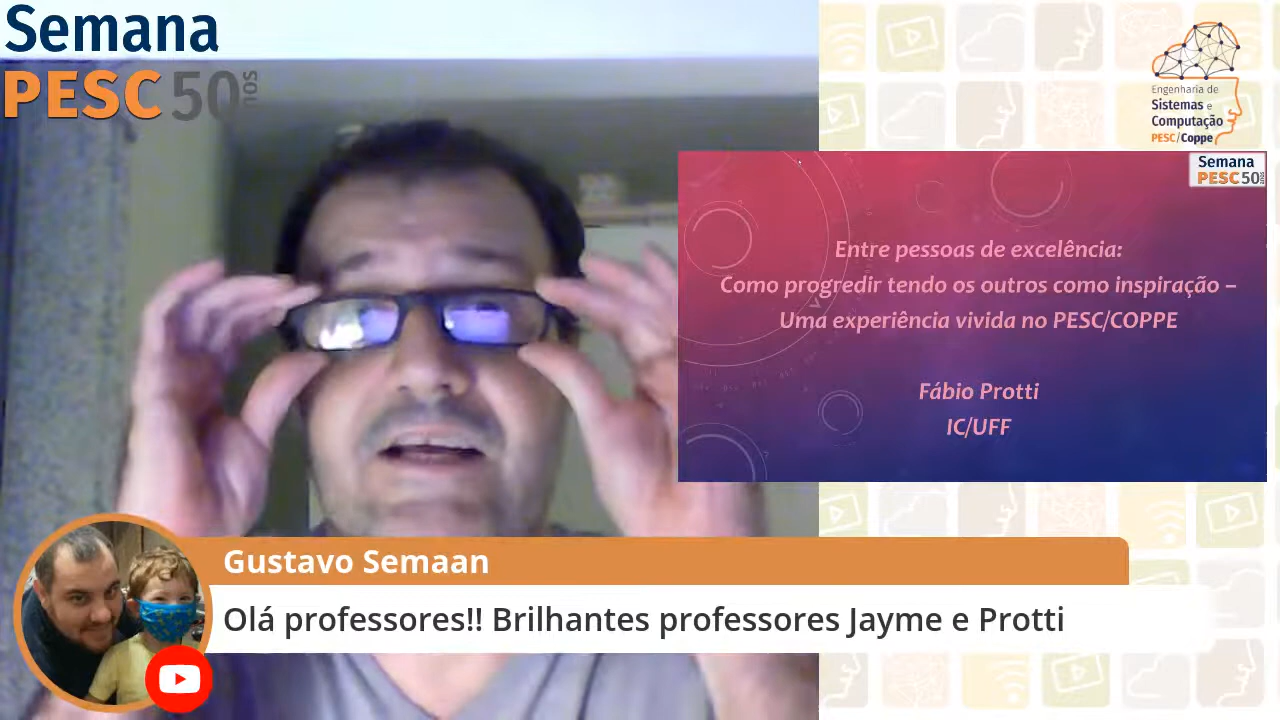 Semana
PESC 50 anos
Engenharia de
Sistemas e
Computação
PESC/Coppe
Semana
PESC 50 anos
Entre pessoas de excelência:
Como progredir tendo os outros como inspiração –
Uma experiência vivida no PESC/COPPE
Fábio Protti
IC/UFF
Gustavo Semaan
Olá professores!! Brilhantes professores Jayme e Protti